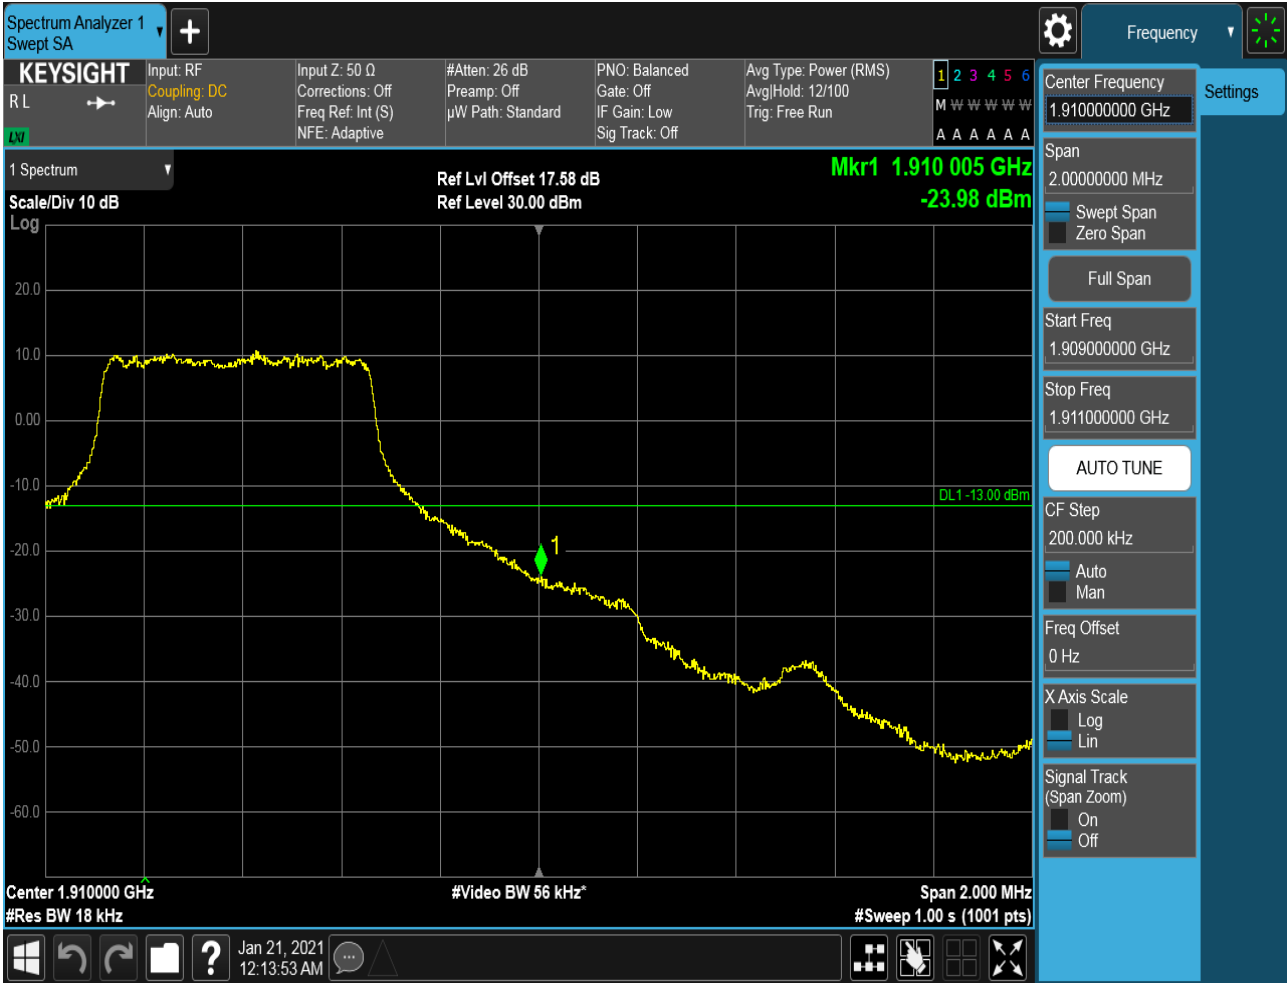 Spectrum Analyzer 1
Swept SA
+
Frequency
KEYSIGHT
R L
LXI
Input: RF
Coupling: DC
Align: Auto
Input Z: 50 Ω
Corrections: Off
Freq Ref: Int (S)
NFE: Adaptive
#Atten: 26 dB
Preamp: Off
µW Path: Standard
PNO: Balanced
Gate: Off
IF Gain: Low
Sig Track: Off
Avg Type: Power (RMS)
Avg|Hold: 12/100
Trig: Free Run
1 2 3 4 5 6
M W W W W W
A A A A A A
1 Spectrum
Scale/Div 10 dB
Log
Ref Lvl Offset 17.58 dB
Ref Level 30.00 dBm
Mkr1 1.910 005 GHz
-23.98 dBm
20.0
10.0
0.00
-10.0
-20.0
-30.0
-40.0
-50.0
-60.0
DL1 -13.00 dBm
1
Center 1.910000 GHz
#Res BW 18 kHz
#Video BW 56 kHz*
Span 2.000 MHz
#Sweep 1.00 s (1001 pts)
Center Frequency
1.910000000 GHz
Settings
Span
2.00000000 MHz
Swept Span
Zero Span
Full Span
Start Freq
1.909000000 GHz
Stop Freq
1.911000000 GHz
AUTO TUNE
CF Step
200.000 kHz
Auto
Man
Freq Offset
0 Hz
X Axis Scale
Log
Lin
Signal Track
(Span Zoom)
On
Off
?
Jan 21, 2021
12:13:53 AM